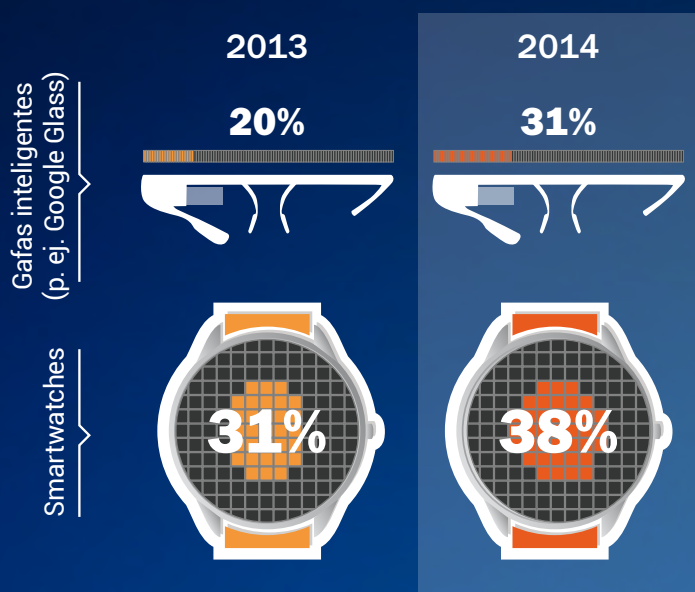 2013
2014
Gafas inteligentes
(p. ej. Google Glass)
20%
31%
Smartwatches
31%
38%